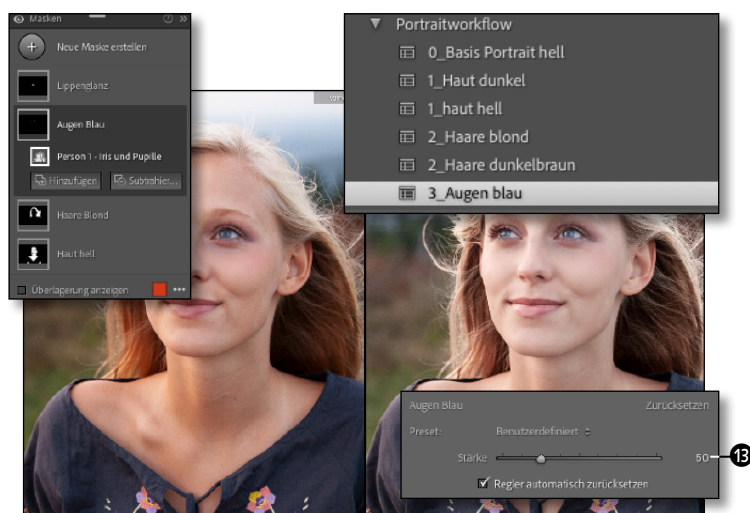 Masken
Neue Maske erstellen
Lippenglanz
Augen Blau
Person 1 - Iris und Pupille
Hinzufügen
Subtrahier...
Haare Blond
Haut hell
Überlagerung anzeigen
Portraitworkflow
0_Basis Portrait hell
1_Haut dunkel
1_haut hell
2_Haare blond
2_Haare dunkelbraun
3_Augen blau
Augen Blau Zurücksetzen
Preset: Benutzerdefiniert
Stärke 50
13
Regler automatisch zurücksetzen